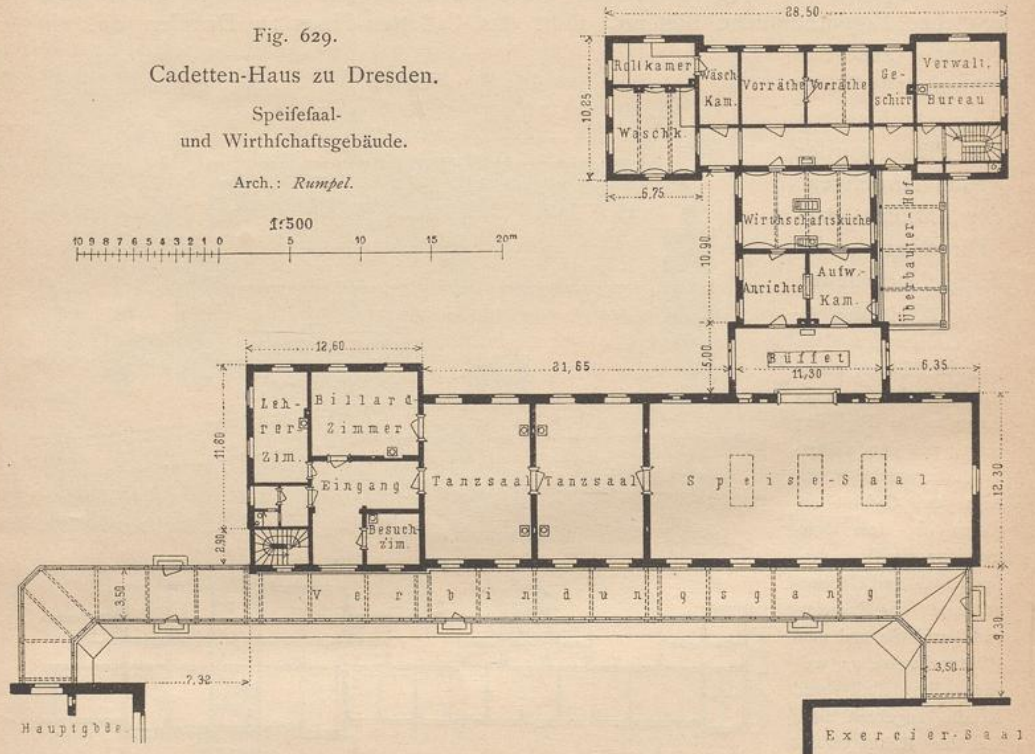 Fig. 629.
Cadetten-Haus zu Dresden.
Speiſeſaal-
und Wirthſchaftsgebäude.
Arch.: Rumpel.
1:500
10 9 8 7 6 5 4 3 2 1 0 5 10 15 20m
28,50
10,25
Rollkamer
Waschk.
Wäsch
Kam.
Vorräthe
Vorräthe
Ge-
schirr
Verwalt.
Bureau
6,75
10,90
Wirthschaftsküche
Anrichte
Aufw.-
Kam.
Überbauter-Hof
5,00
Büffet
11,30
6,35
12,60
21,65
11,80
2,90
Leh-
rer
Zim.
Billard
Zimmer
Eingang
Besuch
zim.
Tanzsaal
Tanzsaal
Speise-Saal
12,30
3,50
Verbindungsgang
9,30
7,32
3,50
Hauptgbde.
Exercier-Saal